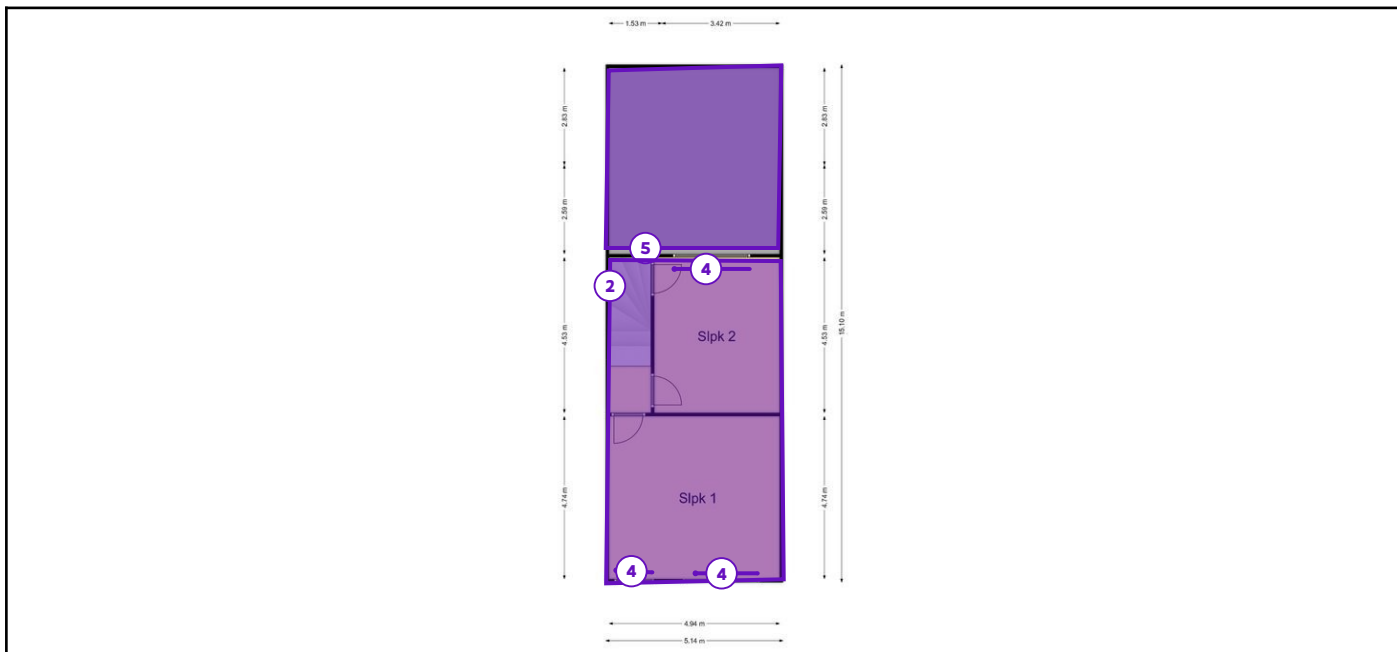 1.53 m 3.42 m
2.83 m 2.83 m
2.59 m 2.59 m
5
4
2
4.53 m Slpk 2 4.53 m 15.10 m
4.74 m Slpk 1 4.74 m
4 4
4.94 m
5.14 m